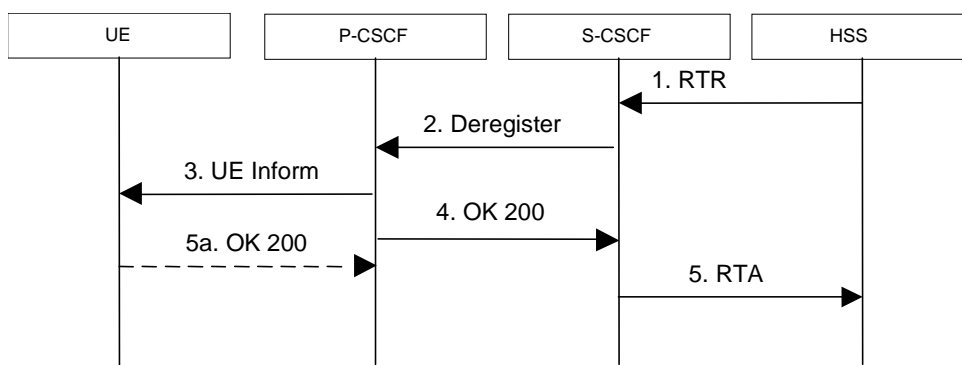 UE
P-CSCF
S-CSCF
HSS
1. RTR
2. Deregister
3. UE Inform
4. OK 200
5a. OK 200
5. RTA